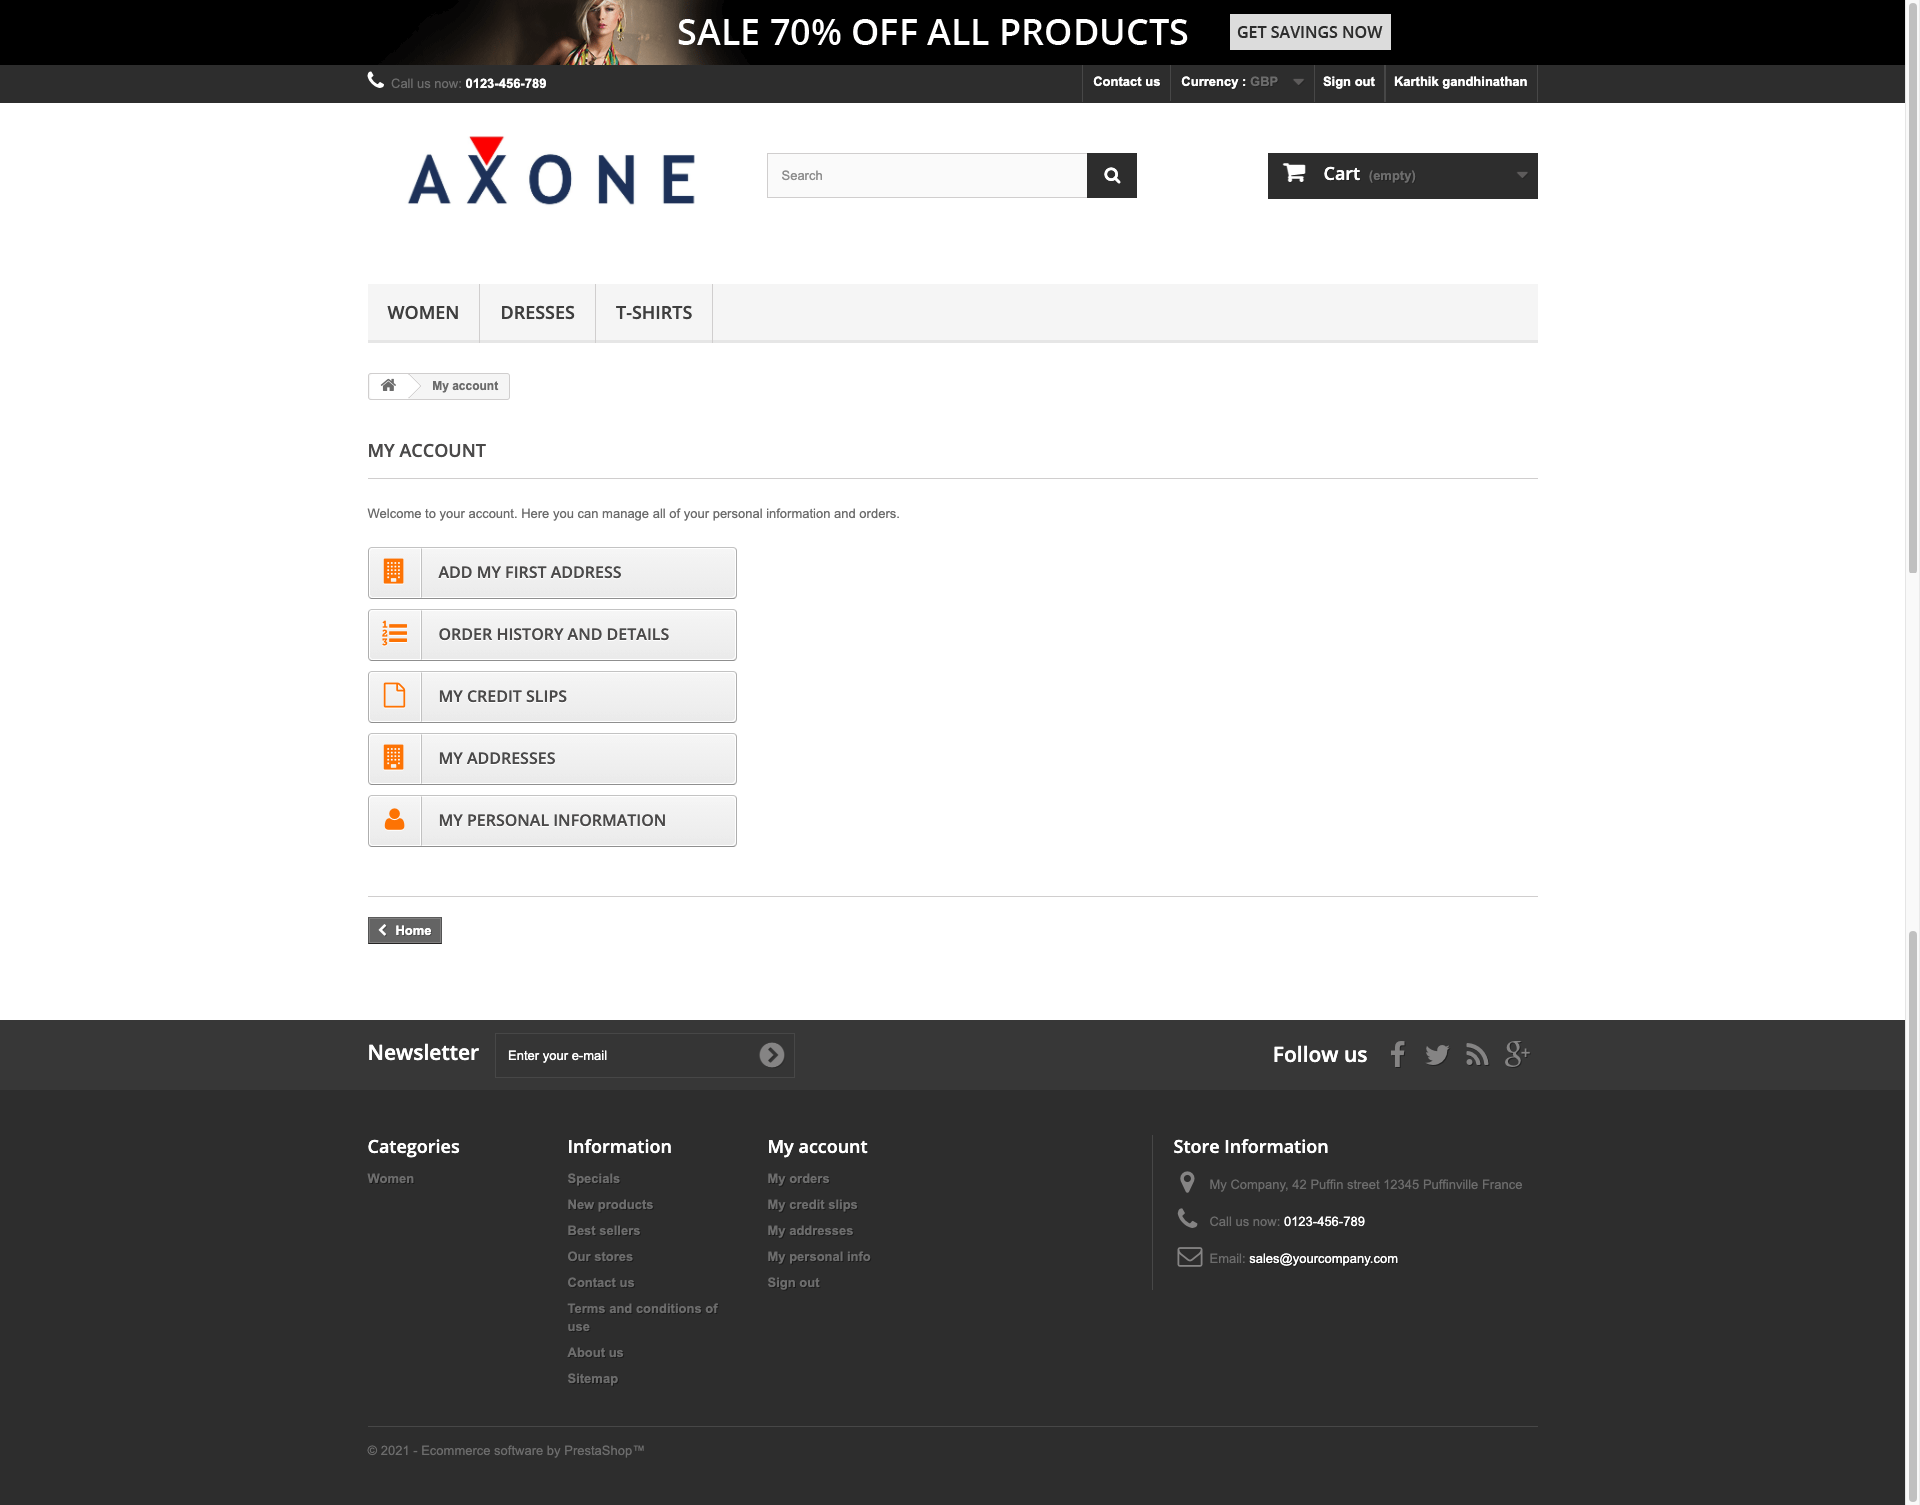 SALE 70% OFF ALL PRODUCTS
GET SAVINGS NOW
Call us now: 0123-456-789
Contact us
Currency : GBP
Sign out
Karthik gandhinathan
AXONE
Search
Cart (empty)
WOMEN
DRESSES
T-SHIRTS
My account
MY ACCOUNT
Welcome to your account. Here you can manage all of your personal information and orders.
ADD MY FIRST ADDRESS
ORDER HISTORY AND DETAILS
MY CREDIT SLIPS
MY ADDRESSES
MY PERSONAL INFORMATION
Home
Newsletter
Enter your e-mail
Follow us
Categories
Women
Information
Specials
New products
Best sellers
Our stores
Contact us
Terms and conditions of
use
About us
Sitemap
My account
My orders
My credit slips
My addresses
My personal info
Sign out
Store Information
My Company, 42 Puffin street 12345 Puffinville France
Call us now: 0123-456-789
Email: sales@yourcompany.com
© 2021 - Ecommerce software by PrestaShop™